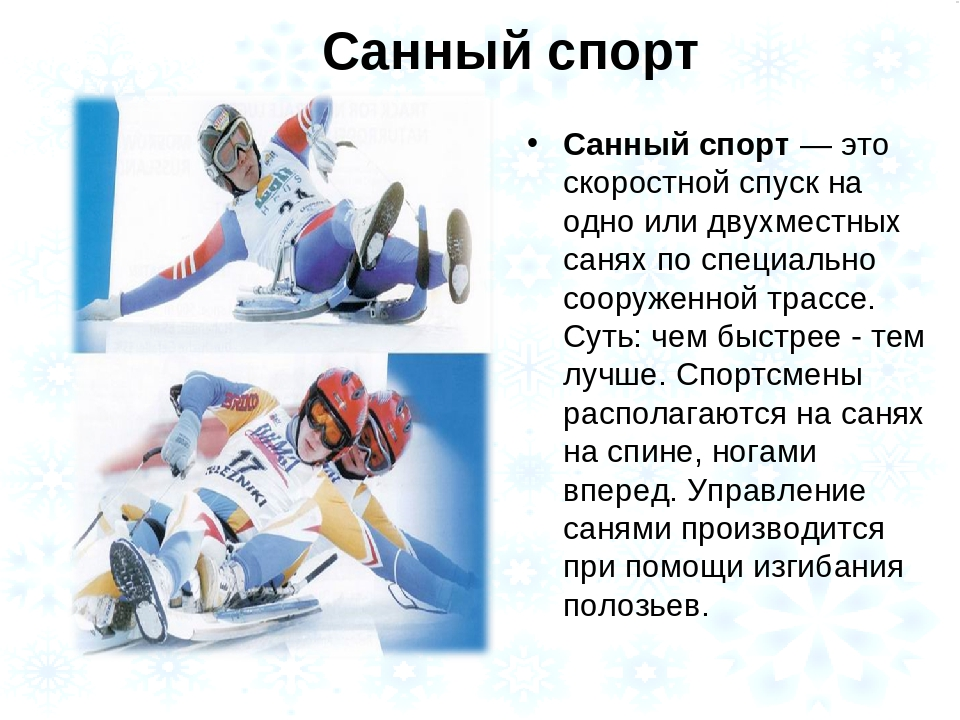 Санный спорт
• Санный спорт — это
скоростной спуск на
одно или двухместных
санях по специально
сооруженной трассе.
Суть: чем быстрее - тем
лучше. Спортсмены
располагаются на санях
на спине, ногами
вперед. Управление
санями производится
при помощи изгибания
полозьев.
17